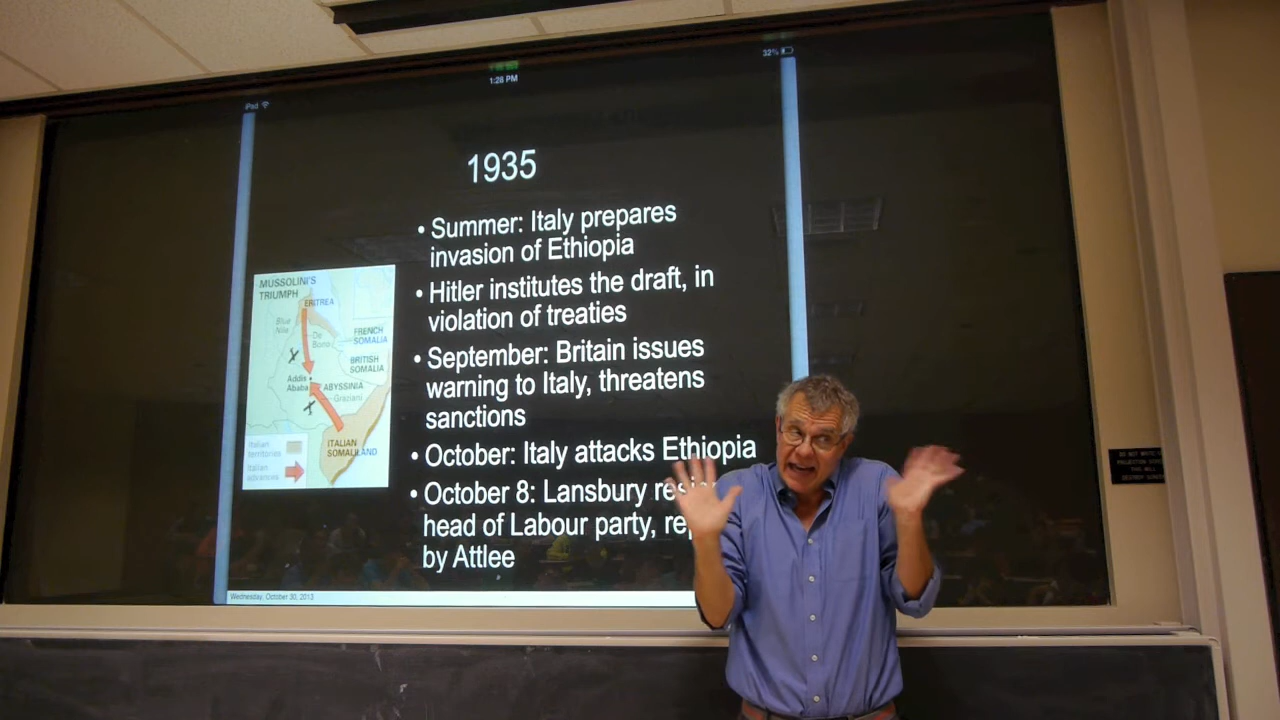 iPad
1:28 PM
32%
1935
• Summer: Italy prepares
invasion of Ethiopia
• Hitler institutes the draft, in
violation of treaties
• September: Britain issues
warning to Italy, threatens
sanctions
• October: Italy attacks Ethiopia
• October 8: Lansbury
head of Labour party,
by Attlee
MUSSOLINI'S
TRIUMPH
ERITREA
Blue
Nile
De
Bono
FRENCH
SOMALIA
BRITISH
SOMALIA
Addis
Ababa
ABYSSINIA
Graziani
ITALIAN
SOMALILAND
Italian
territories
Italian
advances
Wednesday, October 30, 2013